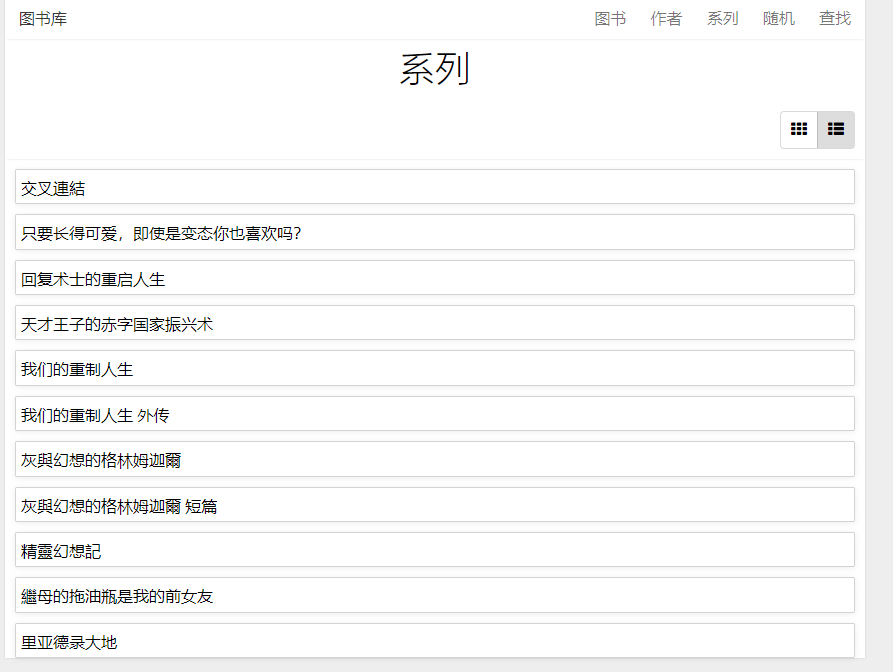 图书库
图书 作者 系列 随机 查找
系列
交叉連結
只要长得可爱，即使是变态你也喜欢吗？
回复术士的重启人生
天才王子的赤字国家振兴术
我们的重制人生
我们的重制人生 外传
灰與幻想的格林姆迦爾
灰與幻想的格林姆迦爾 短篇
精靈幻想記
繼母的拖油瓶是我的前女友
里亚德录大地